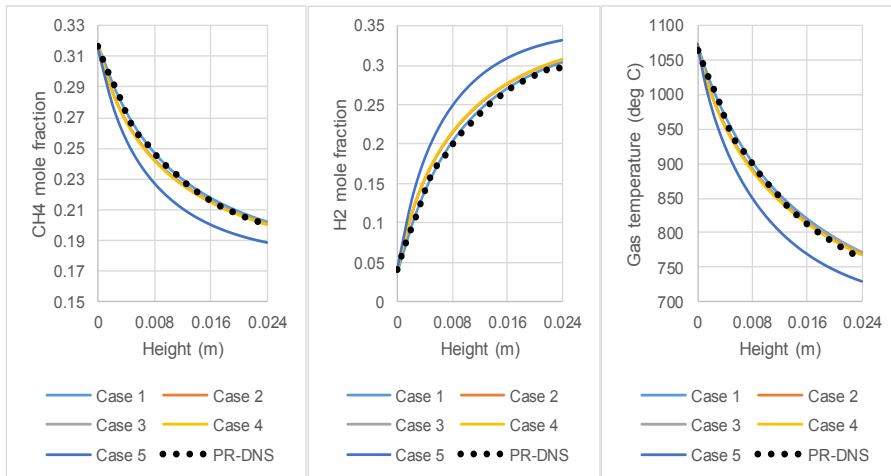 CH4 mole fraction
0.33
0.31
0.29
0.27
0.25
0.23
0.21
0.19
0.17
0.15
0 0.008 0.016 0.024
Height (m)
Case 1 Case 2
Case 3 Case 4
Case 5 PR-DNS
H2 mole fraction
0.35
0.3
0.25
0.2
0.15
0.1
0.05
0
0 0.008 0.016 0.024
Height (m)
Case 1 Case 2
Case 3 Case 4
Case 5 PR-DNS
Gas temperature (deg C)
1100
1050
1000
950
900
850
800
750
700
0 0.008 0.016 0.024
Height (m)
Case 1 Case 2
Case 3 Case 4
Case 5 PR-DNS